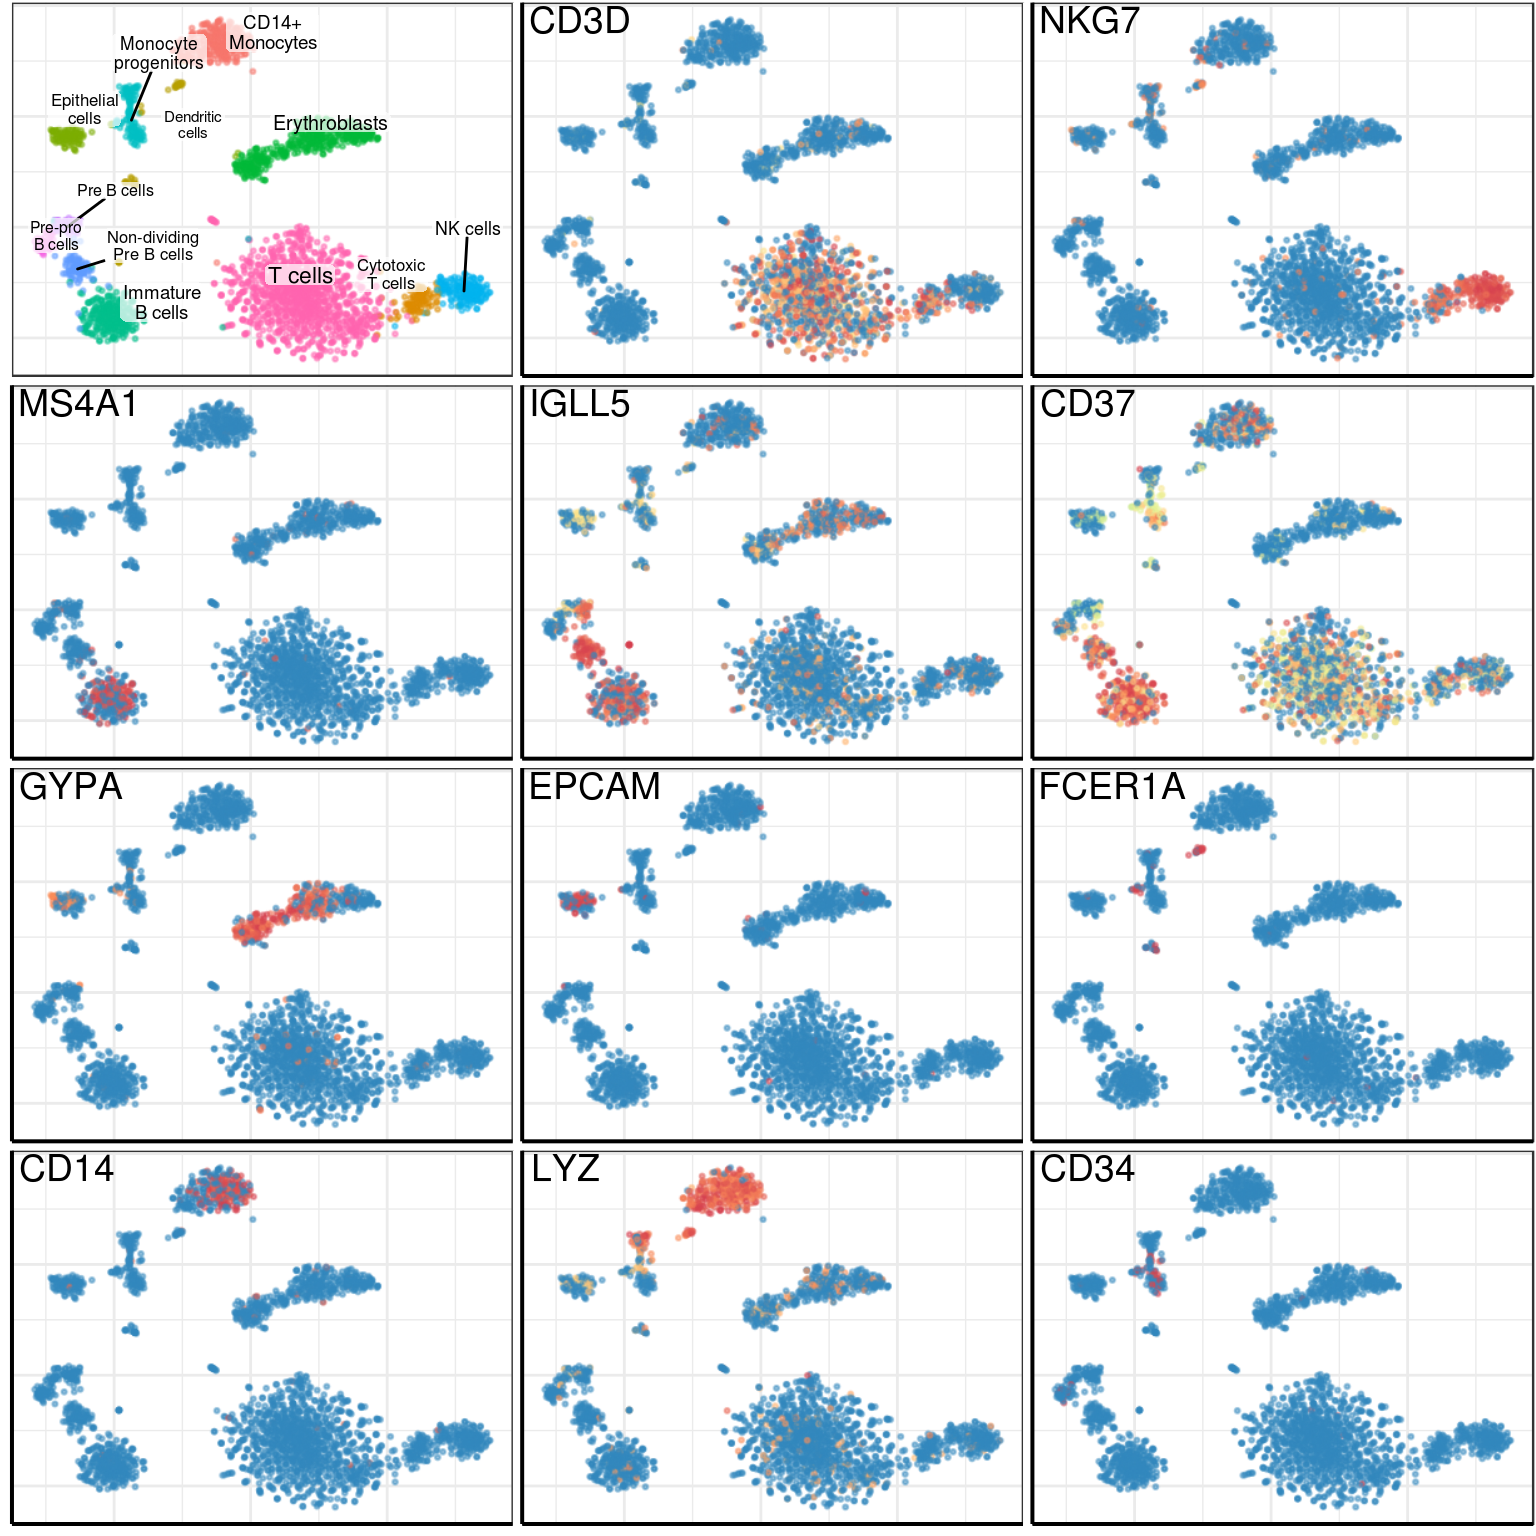 CD14+
Monocytes
Monocyte
progenitors
Epithelial
cells
Dendritic
cells
Erythroblasts
Pre B cells
Pre-pro
B cells
Non-dividing
Pre B cells
Immature
B cells
T cells
Cytotoxic
T cells
NK cells
CD3D
NKG7
MS4A1
IGLL5
CD37
GYPA
EPCAM
FCER1A
CD14
LYZ
CD34